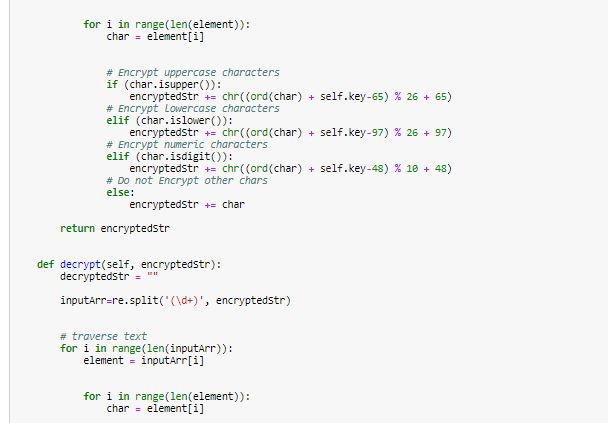 for i in range(len(element)):
char = element[i]
# Encrypt uppercase characters
if (char.isupper()):
encryptedStr += chr((ord(char) + self.key-65) % 26 + 65)
# Encrypt Lowercase characters
elif (char.islower()):
encryptedStr += chr((ord(char) + self.key-97) % 26 + 97)
# Encrypt numeric characters
elif (char.isdigit()):
encryptedStr += chr((ord(char) + self.key-48) % 10 + 48)
# Do not Encrypt other chars
else:
encryptedStr += char
return encryptedStr
def decrypt(self, encryptedStr):
decryptedStr = ""
inputArr=re.split('(\d+)', encryptedStr)
# traverse text
for i in range(len(inputArr)):
element = inputArr[i]
for i in range(len(element)):
char = element[i]